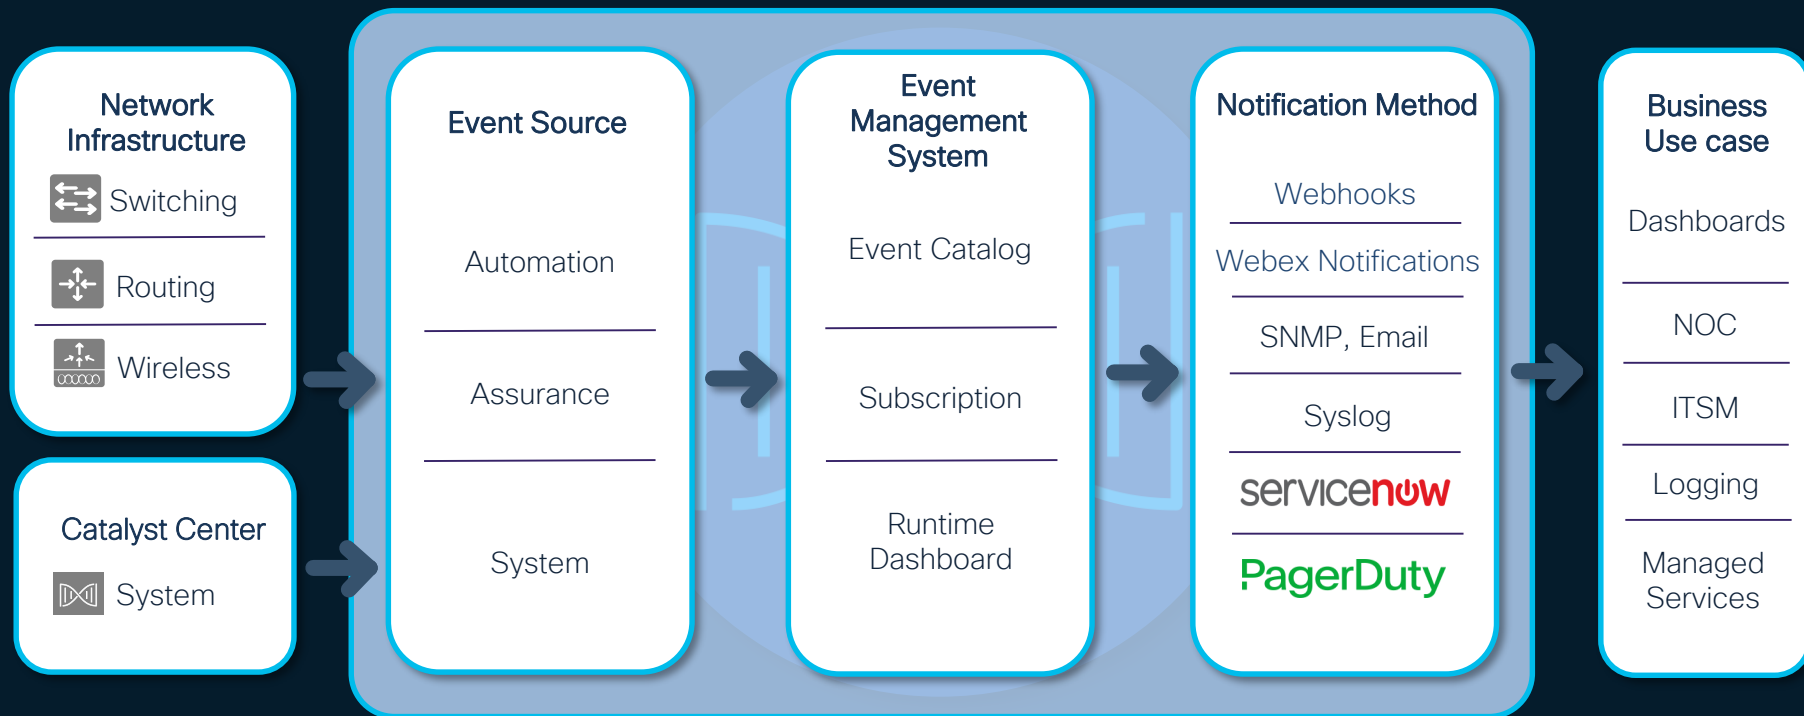 Network
Infrastructure
Switching
Routing
Wireless
Catalyst Center
System
Event Source
Automation
Assurance
System
Event
Management
System
Event Catalog
Subscription
Runtime
Dashboard
Notification Method
Webhooks
Webex Notifications
SNMP, Email
Syslog
servicenow
PagerDuty
Business
Use case
Dashboards
NOC
ITSM
Logging
Managed
Services